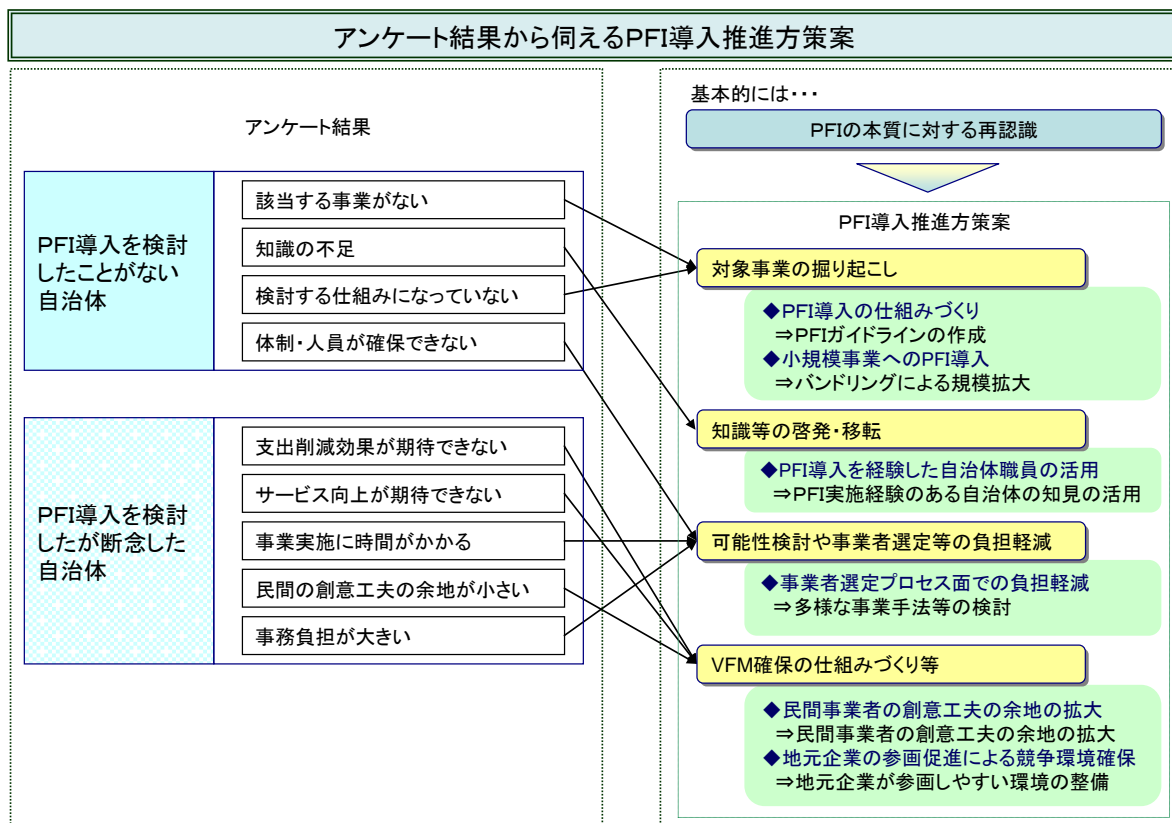 アンケート結果から伺えるPFI導入推進方策案
アンケート結果
PFI導入を検討
したことがない
自治体
該当する事業がない
知識の不足
検討する仕組みになっていない
体制・人員が確保できない
PFI導入を検討
したが断念した
自治体
支出削減効果が期待できない
サービス向上が期待できない
事業実施に時間がかかる
民間の創意工夫の余地が小さい
事務負担が大きい
基本的には・・・
PFIの本質に対する再認識
PFI導入推進方策案
対象事業の掘り起こし
◆PFI導入の仕組みづくり
⇒PFIガイドラインの作成
◆小規模事業へのPFI導入
⇒バンドリングによる規模拡大
知識等の啓発・移転
◆PFI導入を経験した自治体職員の活用
⇒PFI実施経験のある自治体の知見の活用
可能性検討や事業者選定等の負担軽減
◆事業者選定プロセス面での負担軽減
⇒多様な事業手法等の検討
VFM確保の仕組みづくり等
◆民間事業者の創意工夫の余地の拡大
⇒民間事業者の創意工夫の余地の拡大
◆地元企業の参画促進による競争環境確保
⇒地元企業が参画しやすい環境の整備